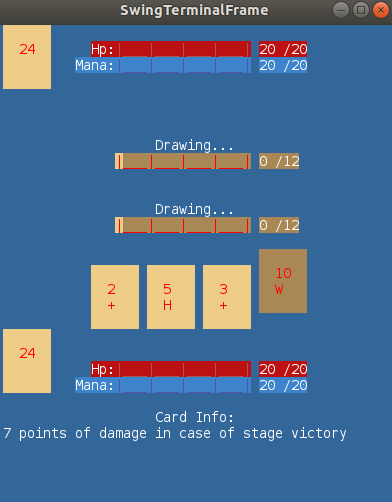 SwingTerminalFrame
24
Hp: 20 /20
Mana: 20 /20
Drawing...
0 /12
Drawing...
0 /12
2 5 3 10
+ H + W
24
Hp: 20 /20
Mana: 20 /20
Card Info:
7 points of damage in case of stage victory